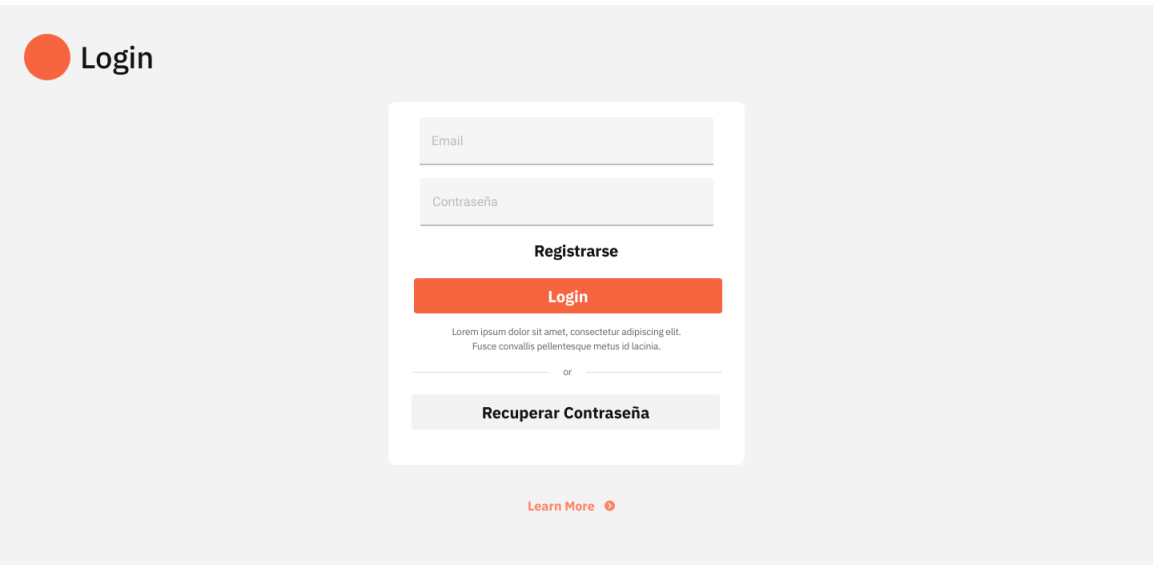 Login
Email
Contraseña
Registrarse
Login
Lorem ipsum dolor sit amet, consectetur adipiscing elit.
Fusce convallis pellentesque metus id lacinia.
or
Recuperar Contraseña
Learn More